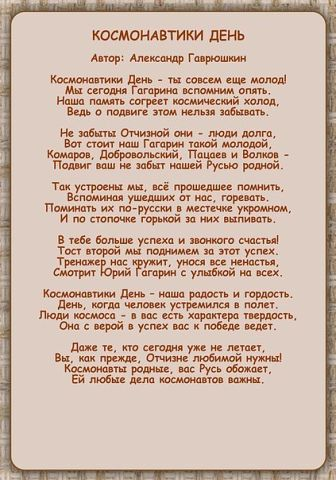 КОСМОНАВТИКИ ДЕНЬ
Автор: Александр Гаврюшкин
Космонавтики День - ты совсем еще молод!
Мы сегодня Гагарина вспомним опять.
Наша память согреет космический холод,
Ведь о подвиге этом нельзя забывать.
Не забыты Отчизной они - люди долга,
Вот стоит наш Гагарин такой молодой,
Комаров, Добровольский, Пацаев и Волков -
Подвиг ваш не забыт нашей Русью родной.
Так устроены мы, всё прошедшее помнить,
Вспоминая ушедших от нас, горевать.
Поминать их по-русски в местечке укромном,
И по стопочке горькой за них выпивать.
В тебе больше успеха и звонкого счастья!
Тост второй мы поднимем за этот успех.
Тренажер нас кружит, унося все ненастья,
Смотрит Юрий Гагарин с улыбкой на всех.
Космонавтики День - наша радость и гордость.
День, когда человек устремился в полет.
Люди космоса - в вас есть характера твердость,
Она с верой в успех вас к победе ведет.
Даже те, кто сегодня уже не летает,
Вы, как прежде, Отчизне любимой нужны!
Космонавты родные, вас Русь обожает,
Ей любые дела космонавтов важны.